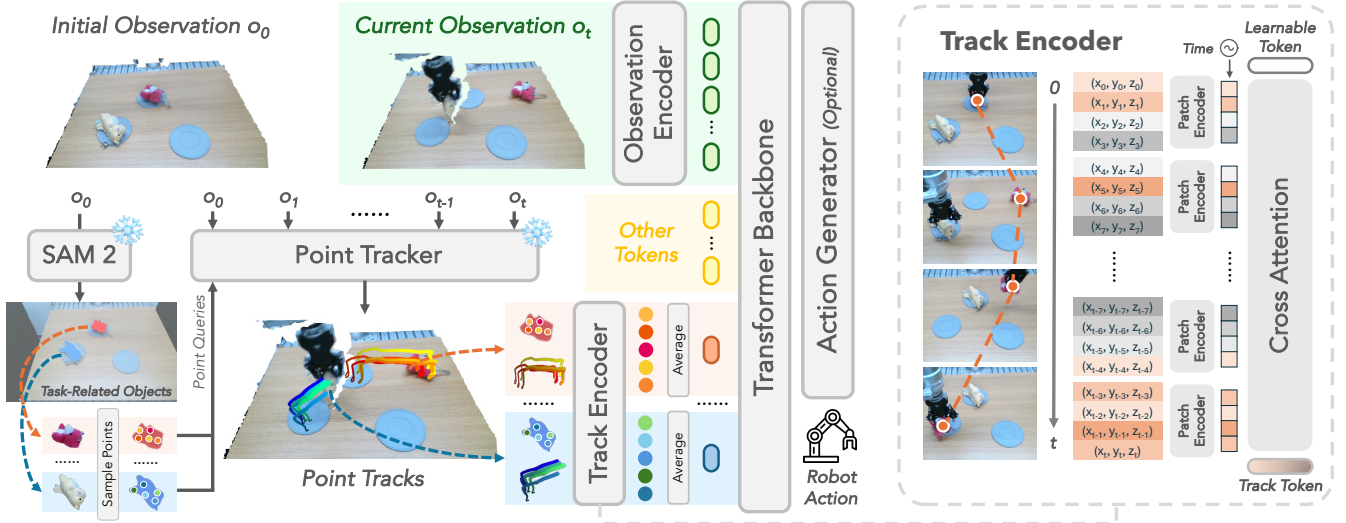 Initial Observation o0
Current Observation ot
Observation
Encoder
o0
o0
o1
......
ot-1
ot
SAM 2
Point Tracker
Other
Tokens
Point Queries
Task-Related Objects
Sample Points
......
Point Tracks
Track Encoder
Average
......
......
Average
Transformer Backbone
Action Generator (Optional)
Robot
Action
Track Encoder
Time
Learnable
Token
0
t
(x0, y0, z0)
(x1, y1, z1)
(x2, y2, z2)
(x3, y3, z3)
Patch
Encoder
(x4, y4, z4)
(x5, y5, z5)
(x6, y6, z6)
(x7, y7, z7)
Patch
Encoder
......
......
(xt-7, yt-7, zt-7)
(xt-6, yt-6, zt-6)
(xt-5, yt-5, zt-5)
(xt-4, yt-4, zt-4)
Patch
Encoder
(xt-3, yt-3, zt-3)
(xt-2, yt-2, zt-2)
(xt-1, yt-1, zt-1)
(xt, yt, zt)
Patch
Encoder
Cross Attention
Track Token